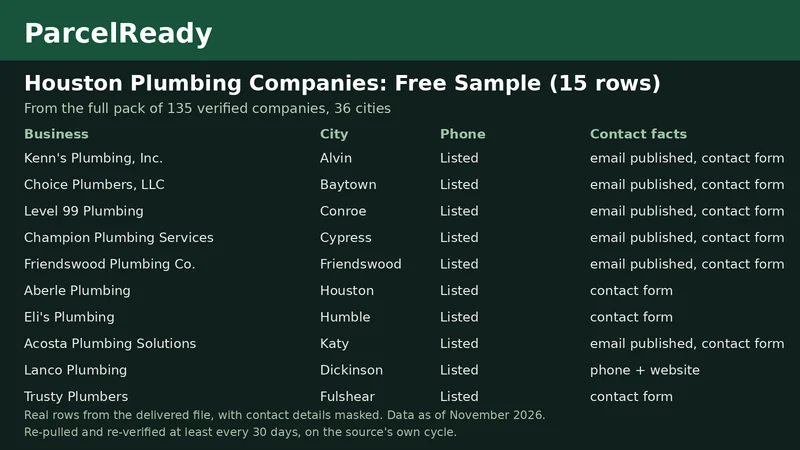 ParcelReady
Houston Plumbing Companies: Free Sample (15 rows)
From the full pack of 135 verified companies, 36 cities
Business City Phone Contact facts
Kenn's Plumbing, Inc. Alvin Listed email published, contact form
Choice Plumbers, LLC Baytown Listed email published, contact form
Level 99 Plumbing Conroe Listed email published, contact form
Champion Plumbing Services Cypress Listed email published, contact form
Friendswood Plumbing Co. Friendswood Listed email published, contact form
Aberle Plumbing Houston Listed contact form
Eli's Plumbing Humble Listed contact form
Acosta Plumbing Solutions Katy Listed email published, contact form
Lanco Plumbing Dickinson Listed phone + website
Trusty Plumbers Fulshear Listed contact form
Real rows from the delivered file, with contact details masked. Data as of November 2026.
Re-pulled and re-verified at least every 30 days, on the source's own cycle.